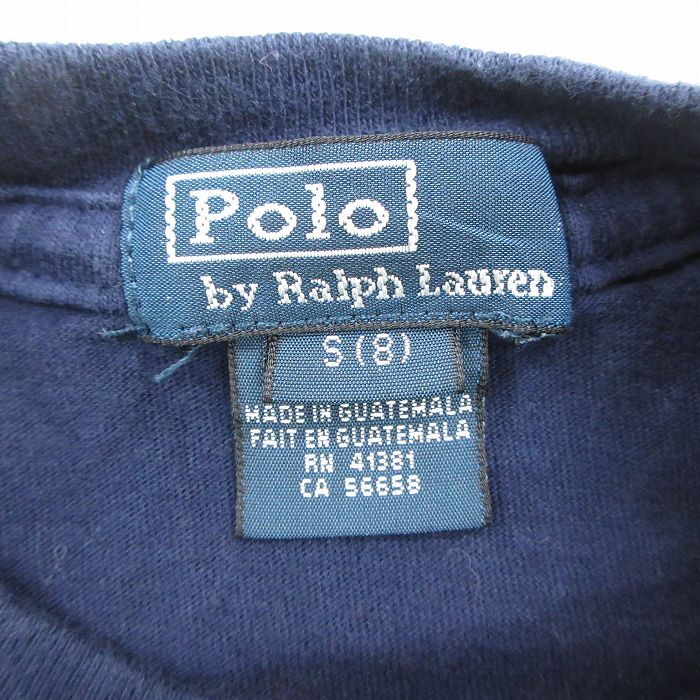 Polo
by Ralph Lauren
S (8)
MADE IN GUATEMALA
FAIT EN GUATEMALA
RN 41381
CA 56658